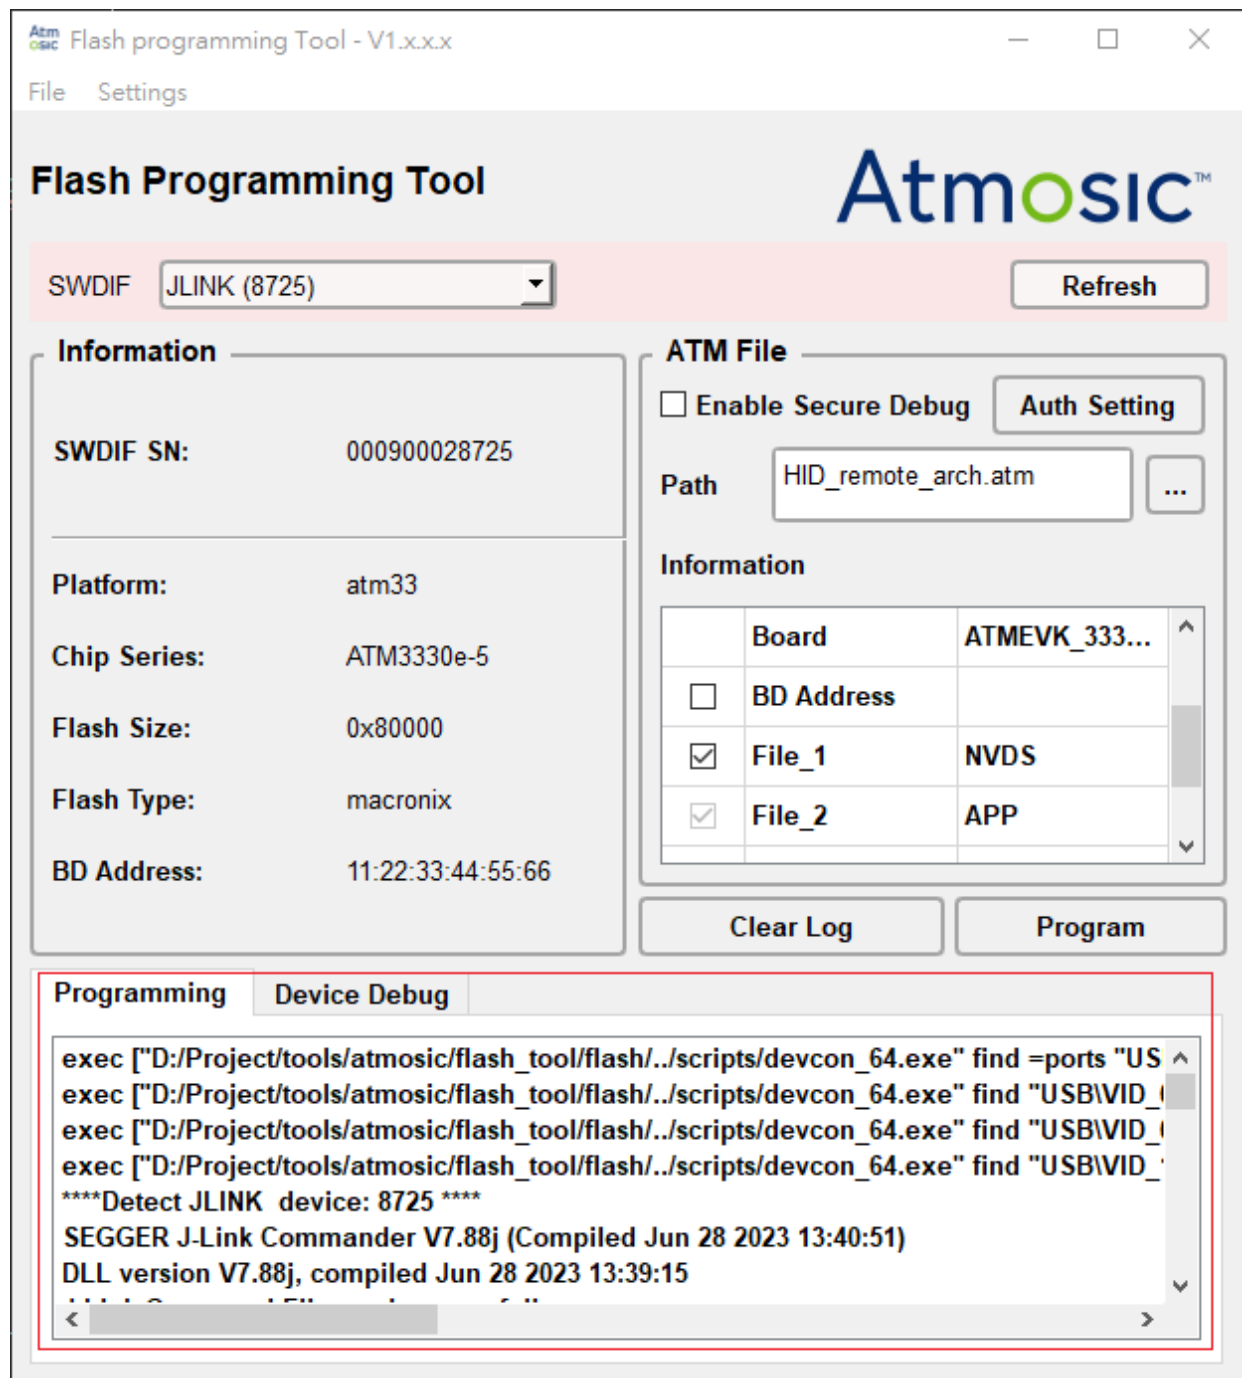 Atmosic Flash programming Tool - V1.x.x.x
File Settings
Flash Programming Tool
Atmosic™
SWDIF JLINK (8725) Refresh
Information
SWDIF SN: 000900028725
Platform: atm33
Chip Series: ATM3330e-5
Flash Size: 0x80000
Flash Type: macronix
BD Address: 11:22:33:44:55:66
ATM File
Enable Secure Debug Auth Setting
Path HID_remote_arch.atm ...
Information
Board ATMEVK_333...
BD Address
File_1 NVDS
File_2 APP
Clear Log Program
Programming Device Debug
exec ["D:/Project/tools/atmosic/flash_tool/flash/../scripts/devcon_64.exe" find =ports "US
exec ["D:/Project/tools/atmosic/flash_tool/flash/../scripts/devcon_64.exe" find "USB\VID_
exec ["D:/Project/tools/atmosic/flash_tool/flash/../scripts/devcon_64.exe" find "USB\VID_
exec ["D:/Project/tools/atmosic/flash_tool/flash/../scripts/devcon_64.exe" find "USB\VID_
****Detect JLINK device: 8725 ****
SEGGER J-Link Commander V7.88j (Compiled Jun 28 2023 13:40:51)
DLL version V7.88j, compiled Jun 28 2023 13:39:15